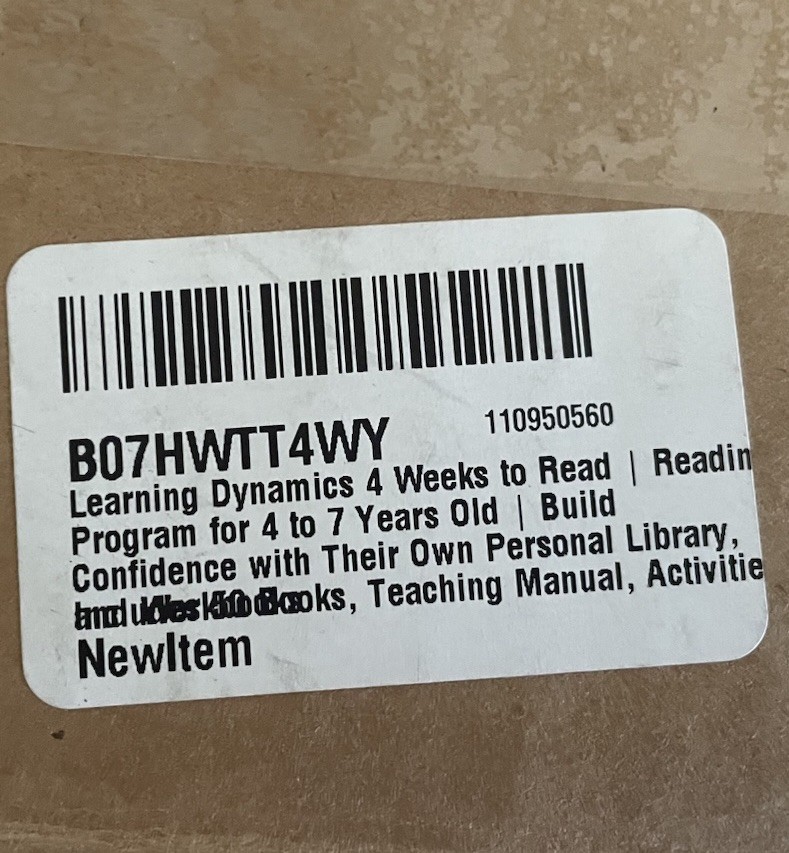 B07HWTT4WY 110950560
Learning Dynamics 4 Weeks to Read | Readin
Program for 4 to 7 Years Old | Build
Confidence with Their Own Personal Library,
Books, Teaching Manual, Activitie
NewItem